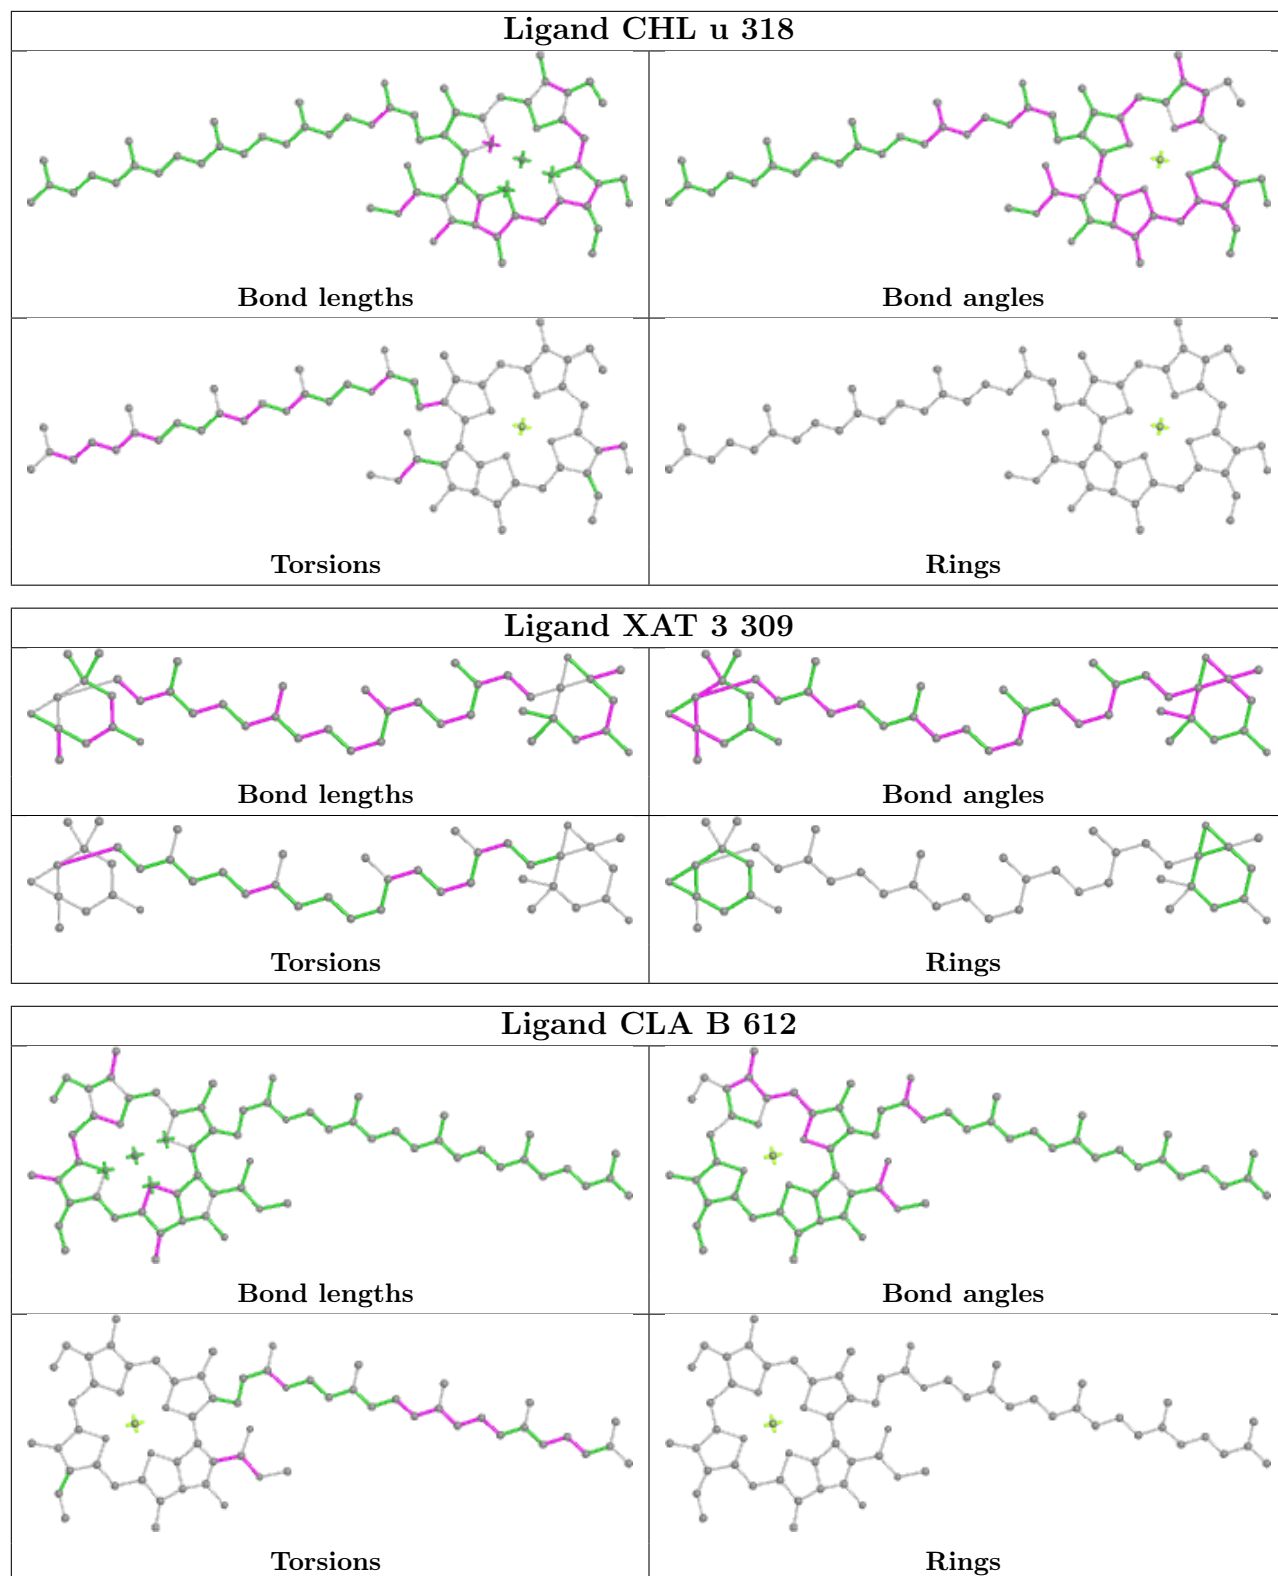 Ligand CHL u 318
Bond lengths
Bond angles
Torsions
Rings
Ligand XAT 3 309
Bond lengths
Bond angles
Torsions
Rings
Ligand CLA B 612
Bond lengths
Bond angles
Torsions
Rings